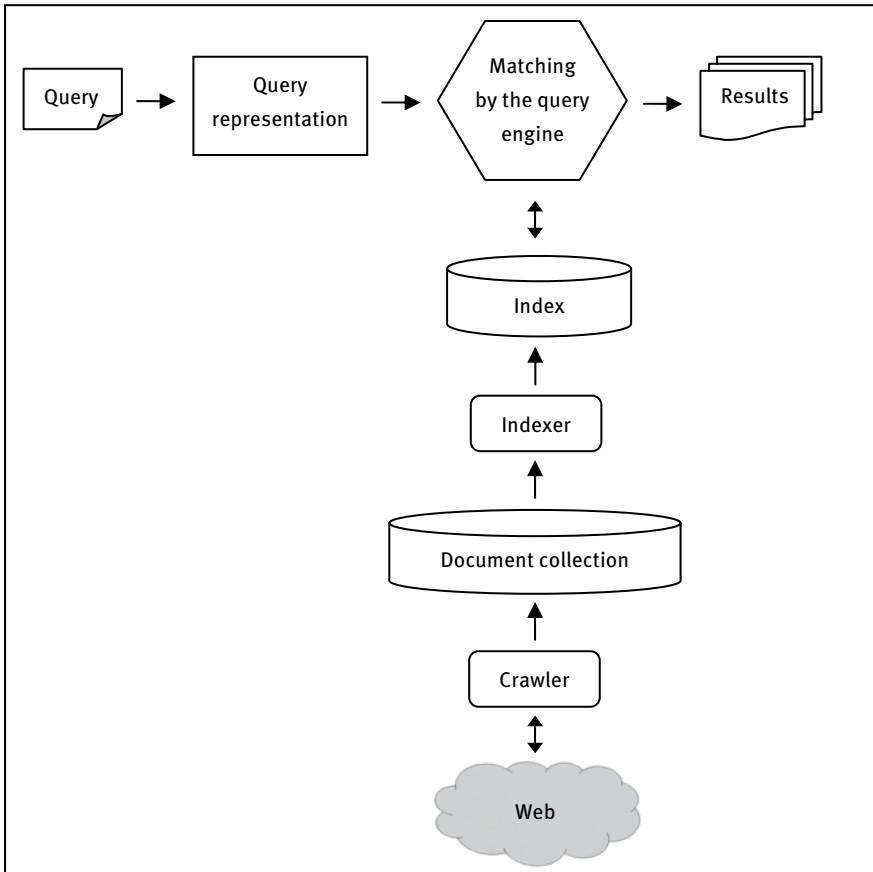 Query
Query
representation
Matching
by the query
engine
Results
Index
Indexer
Document collection
Crawler
Web